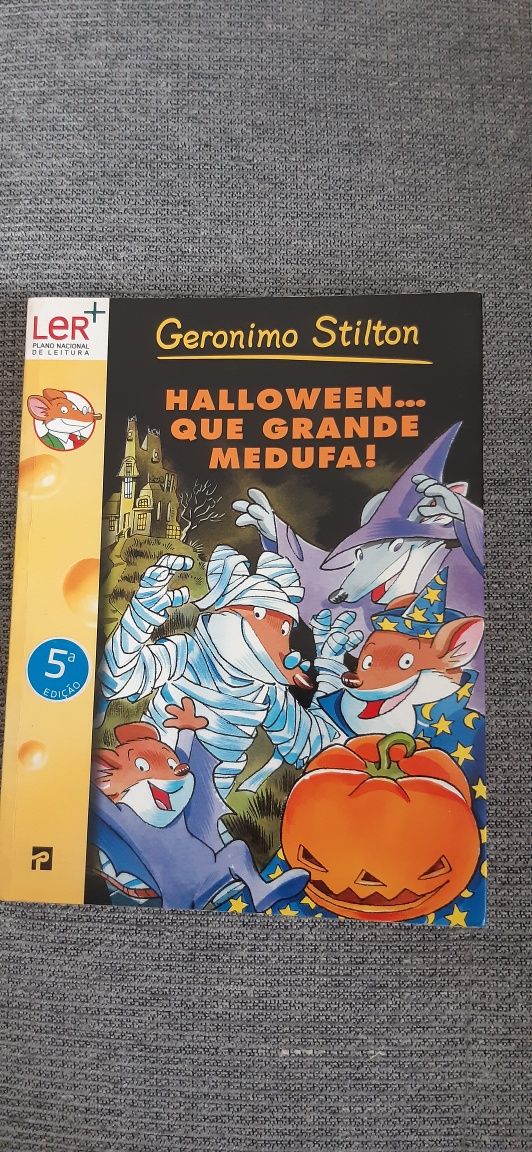 LeR+
PLANO NACIONAL
DE LEITURA
Geronimo Stilton
HALLOWEEN...
QUE GRANDE
MEDUFA!
5ª
EDIÇÃO